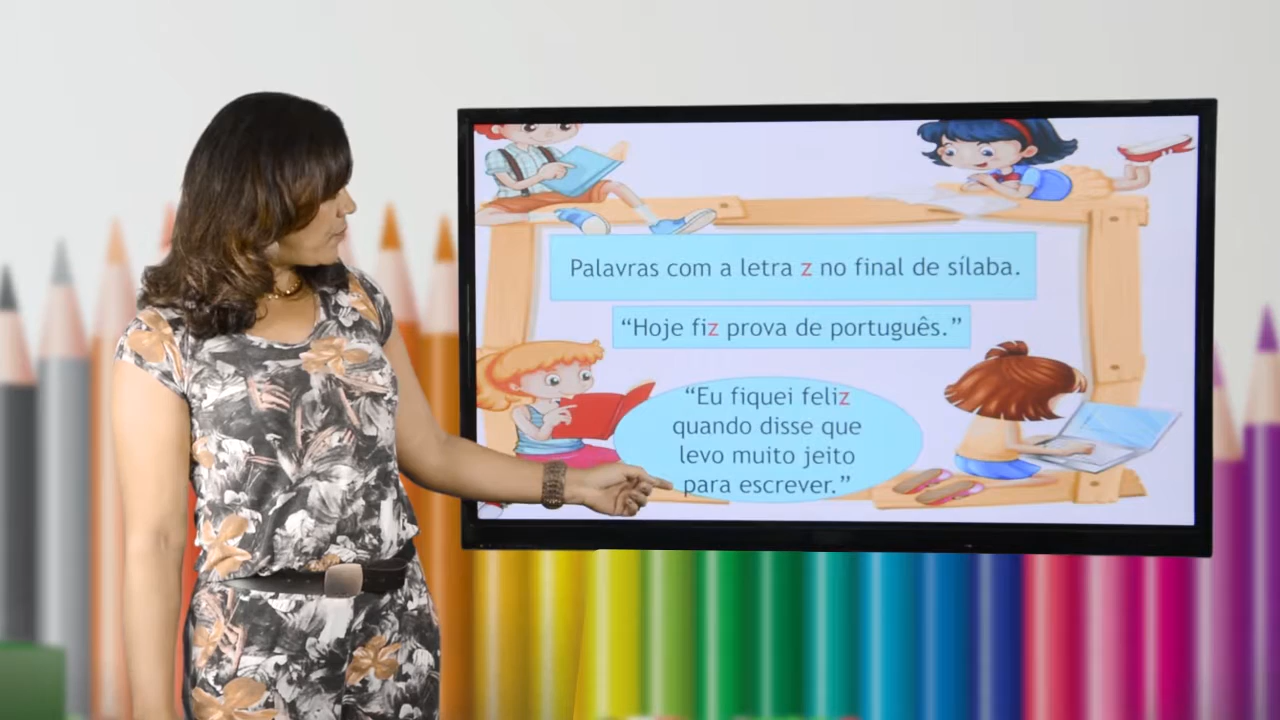 Palavras com a letra z no final de sílaba.
“Hoje fiz prova de português.”
“Eu fiquei feliz
quando disse que
levo muito jeito
para escrever.”